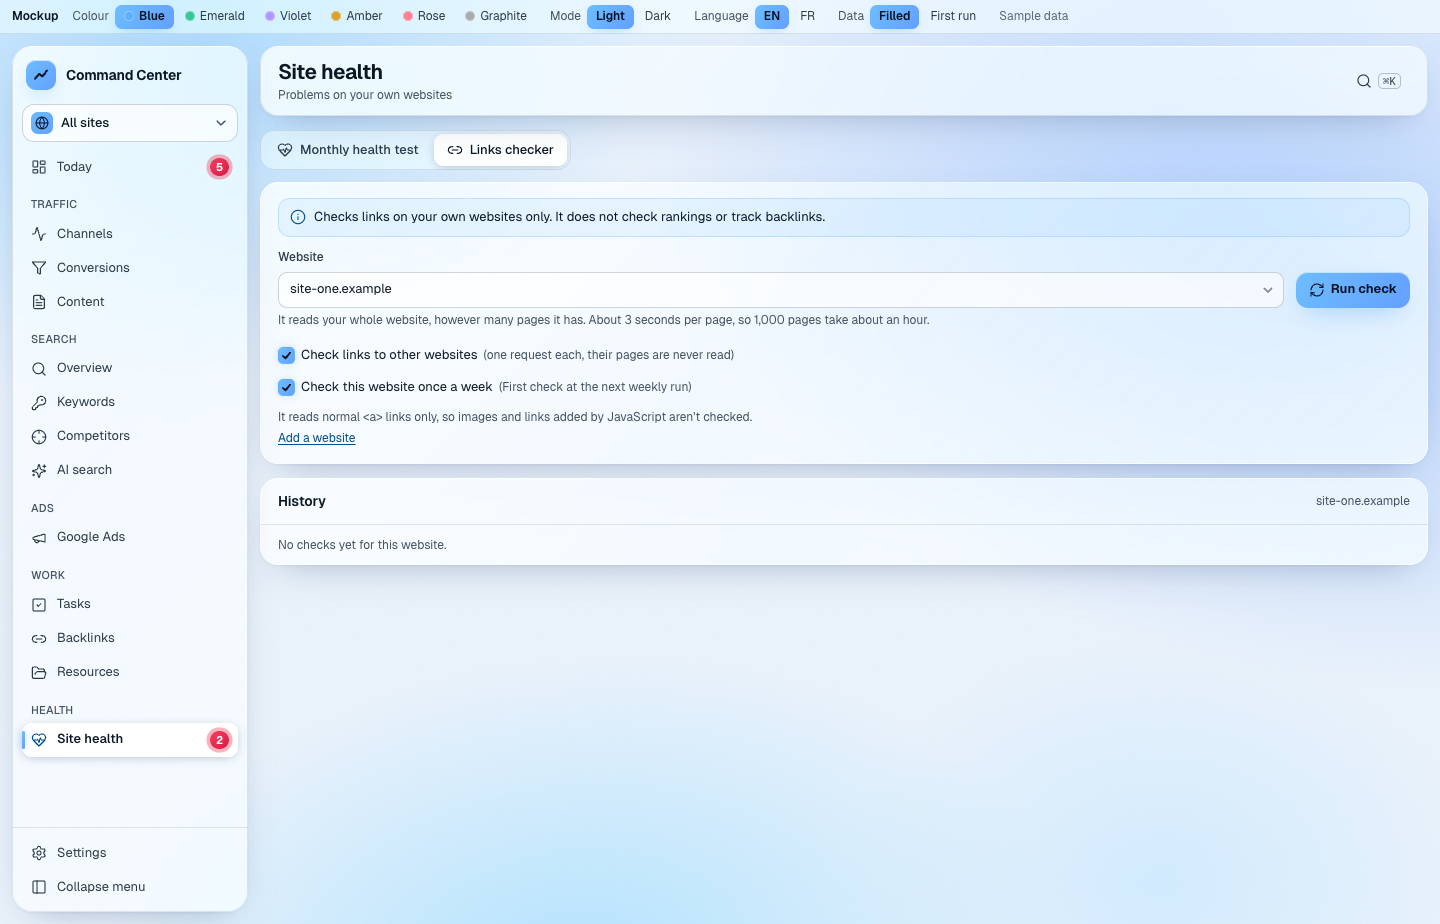 Mockup Colour Blue Emerald Violet Amber Rose Graphite Mode Light Dark Language EN FR Data Filled First run Sample data
Command Center
All sites
Today 5
TRAFFIC
Channels
Conversions
Content
SEARCH
Overview
Keywords
Competitors
AI search
ADS
Google Ads
WORK
Tasks
Backlinks
Resources
HEALTH
Site health 2
Settings
Collapse menu
Site health
Problems on your own websites
⌘K
Monthly health test Links checker
Checks links on your own websites only. It does not check rankings or track backlinks.
Website
site-one.example Run check
It reads your whole website, however many pages it has. About 3 seconds per page, so 1,000 pages take about an hour.
Check links to other websites (one request each, their pages are never read)
Check this website once a week (First check at the next weekly run)
It reads normal <a> links only, so images and links added by JavaScript aren't checked.
Add a website
History site-one.example
No checks yet for this website.